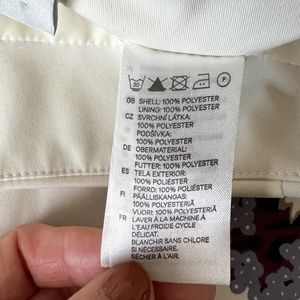 30 P
GB SHELL: 100% POLYESTER
LINING: 100% POLYESTER
CZ SVRCHNÍ LÁTKA:
100% POLYESTER
PODŠÍVKA:
100% POLYESTER
DE OBERMATERIAL:
100% POLYESTER
FUTTER: 100% POLYESTER
ES TELA EXTERIOR:
100% POLIÉSTER
FORRO: 100% POLIÉSTER
FI PÄÄLLISKANGAS:
100% POLYESTERIÄ
VUORI: 100% POLYESTERIÄ
FR LAVER À LA MACHINE À
L'EAU FROIDE CYCLE
DÉLICAT.
BLANCHIR SANS CHLORE
SI NÉCESSAIRE.
SÉCHER À L'AIR.